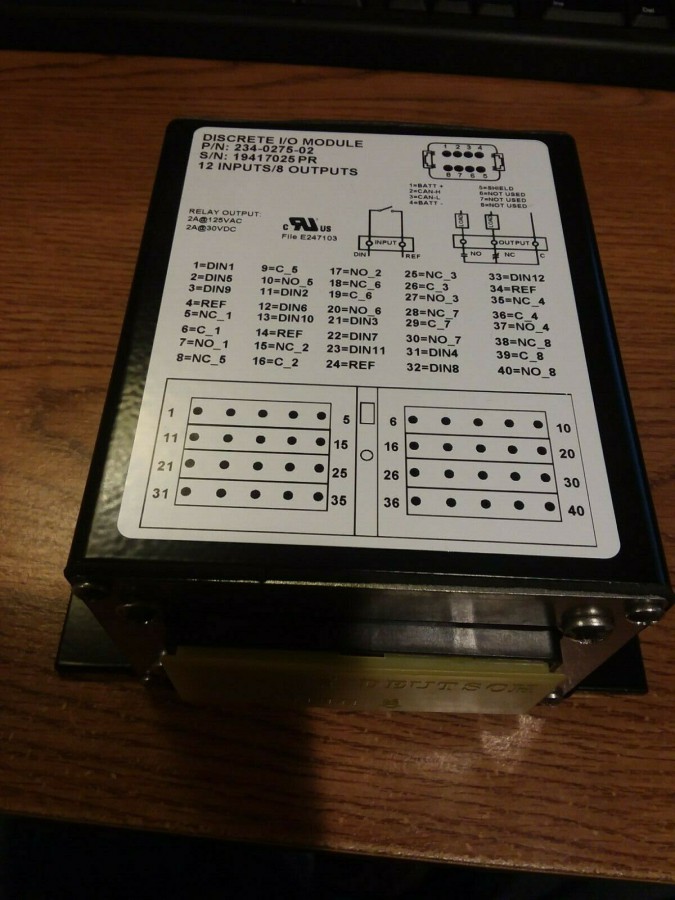 DISCRETE I/O MODULE
P/N: 234-0275-02
S/N: 19417025 PR
12 INPUTS/8 OUTPUTS
1 2 3 4
8 7 6 5
1=BATT +
2=CAN-H
3=CAN-L
4=BATT -
5=SHIELD
6=NOT USED
7=NOT USED
8=NOT USED
RELAY OUTPUT:
2A@125VAC
2A@30VDC
C RU US
File E247103
INPUT
DIN REF
OUTPUT
NO NC C
1=DIN1
2=DIN5
3=DIN9
4=REF
5=NC_1
6=C_1
7=NO_1
8=NC_5
9=C_5
10=NO_5
11=DIN2
12=DIN6
13=DIN10
14=REF
15=NC_2
16=C_2
17=NO_2
18=NC_6
19=C_6
20=NO_6
21=DIN3
22=DIN7
23=DIN11
24=REF
25=NC_3
26=C_3
27=NO_3
28=NC_7
29=C_7
30=NO_7
31=DIN4
32=DIN8
33=DIN12
34=REF
35=NC_4
36=C_4
37=NO_4
38=NC_8
39=C_8
40=NO_8
1 5 6 10
11 15 16 20
21 25 26 30
31 35 36 40
DEUTSCH